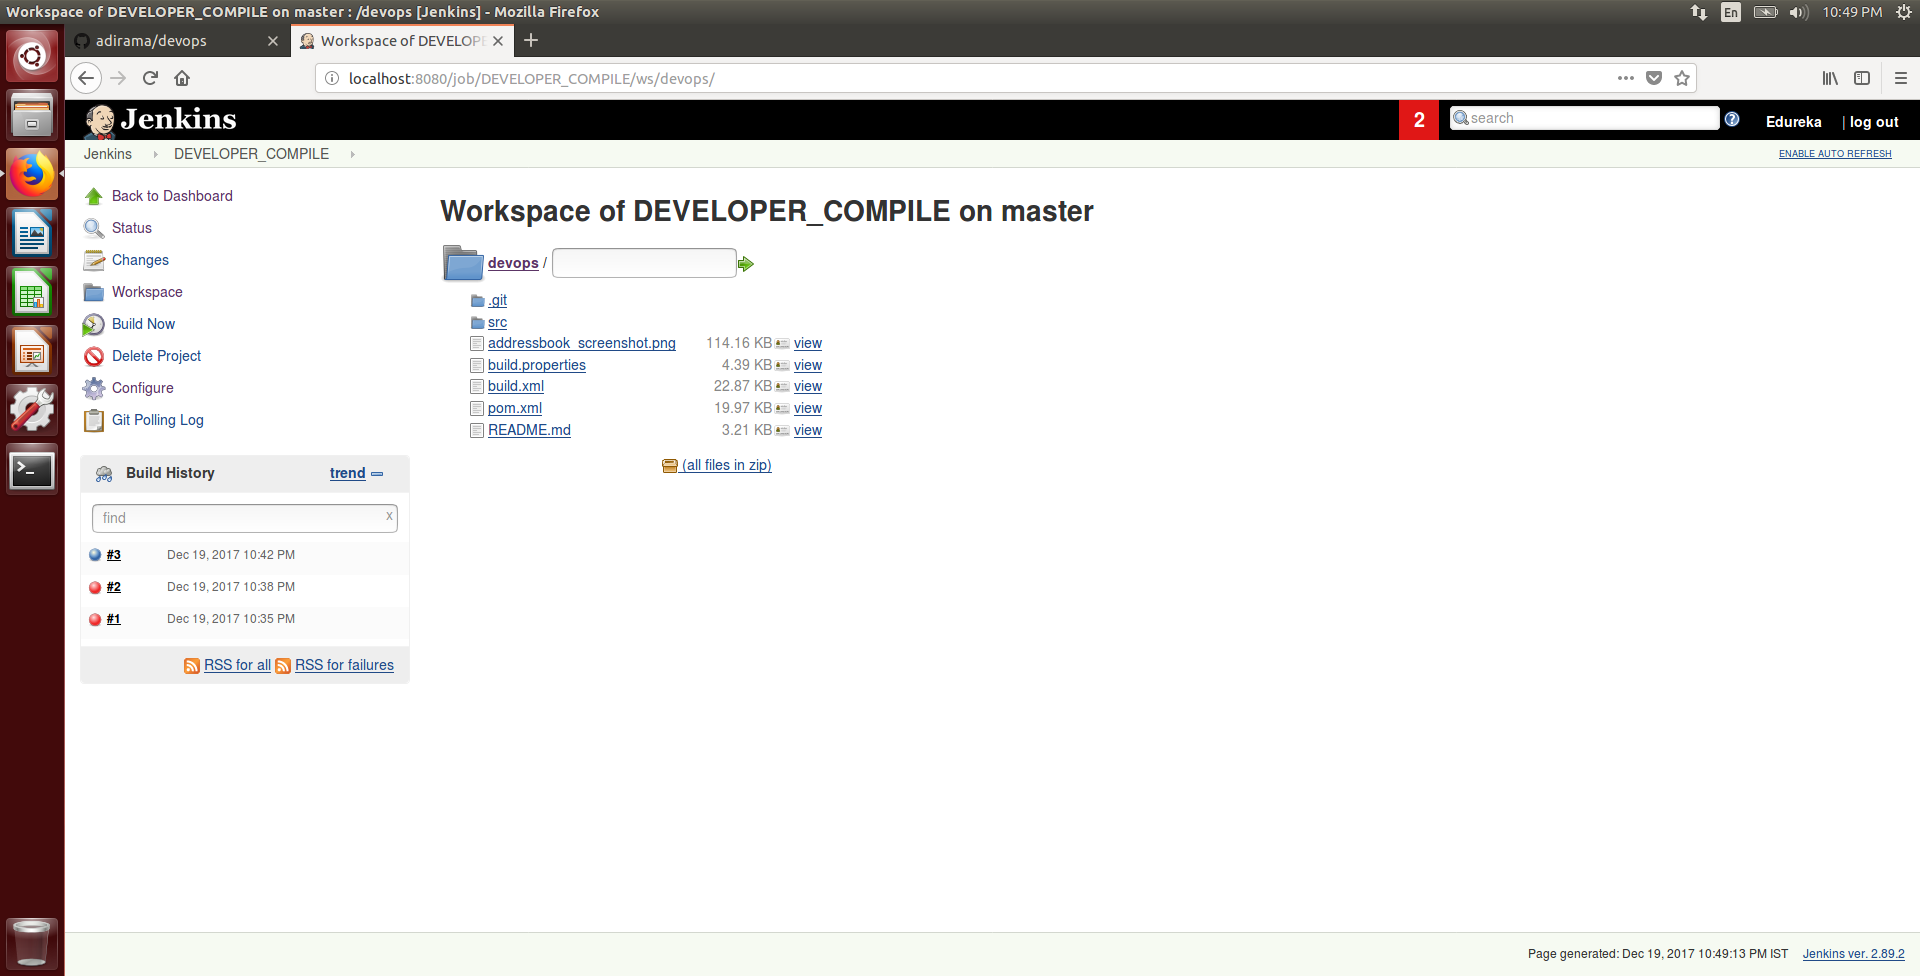 Workspace of DEVELOPER_COMPILE on master : /devops [Jenkins] - Mozilla Firefox
En
10:49 PM
adirama/devops
Workspace of DEVELOPE
localhost:8080/job/DEVELOPER_COMPILE/ws/devops/
Jenkins
2
search
Edureka
| log out
Jenkins
DEVELOPER_COMPILE
ENABLE AUTO REFRESH
Back to Dashboard
Status
Changes
Workspace
Build Now
Delete Project
Configure
Git Polling Log
Build History
trend
find
x
#3 Dec 19, 2017 10:42 PM
#2 Dec 19, 2017 10:38 PM
#1 Dec 19, 2017 10:35 PM
RSS for all RSS for failures
Workspace of DEVELOPER_COMPILE on master
devops /
.git
src
addressbook_screenshot.png 114.16 KB view
build.properties 4.39 KB view
build.xml 22.87 KB view
pom.xml 19.97 KB view
README.md 3.21 KB view
(all files in zip)
Page generated: Dec 19, 2017 10:49:13 PM IST Jenkins ver. 2.89.2